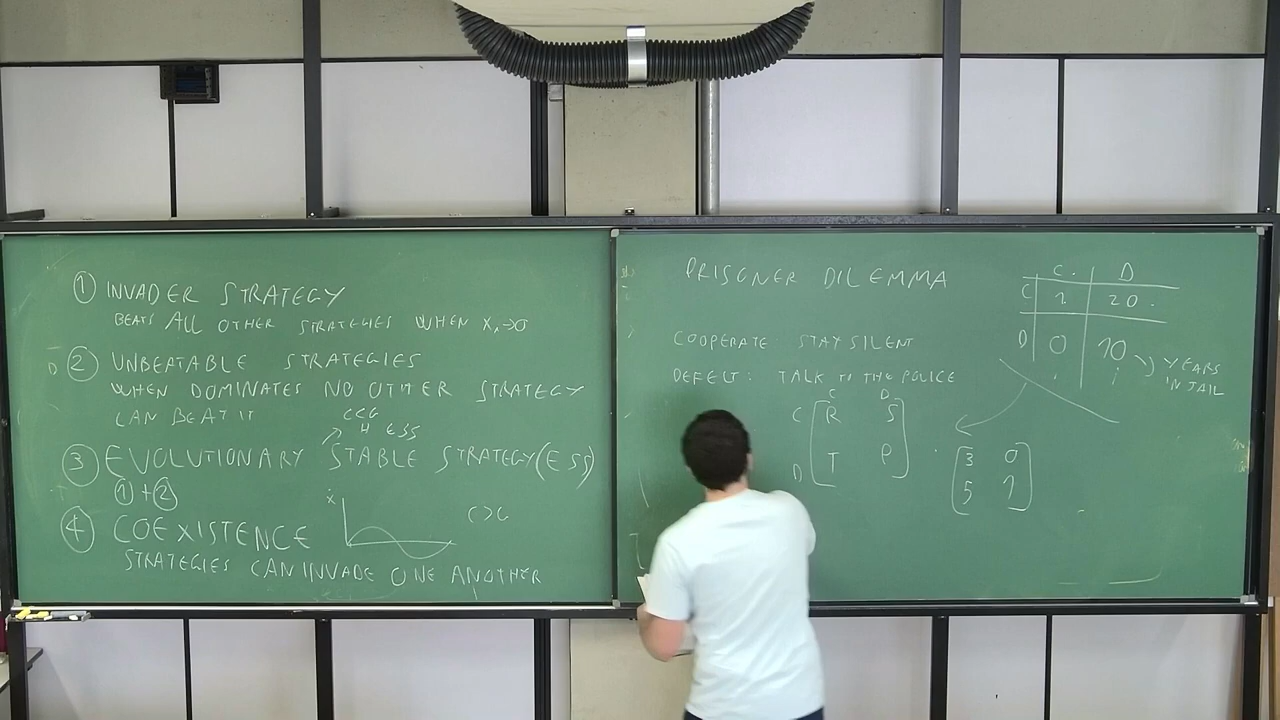 ① INVADER STRATEGY
BEATS ALL OTHER STRATEGIES WHEN
② UNBEATABLE STRATEGIES
WHEN DOMINATES NO OTHER STRATEGY
CAN BEAT IT
ESS
③ EVOLUTIONARY STABLE STRATEGY (ESS)
① + ②
④ COEXISTENCE
STRATEGIES CAN INVADE ONE ANOTHER
PRISONER DILEMMA
COOPERATE: STAY SILENT
DEFECT: TALK TO THE POLICE
C D
C R S
D T P
C. D
C 1 20
D 0 10
YEARS
IN JAIL
3 0
5 1